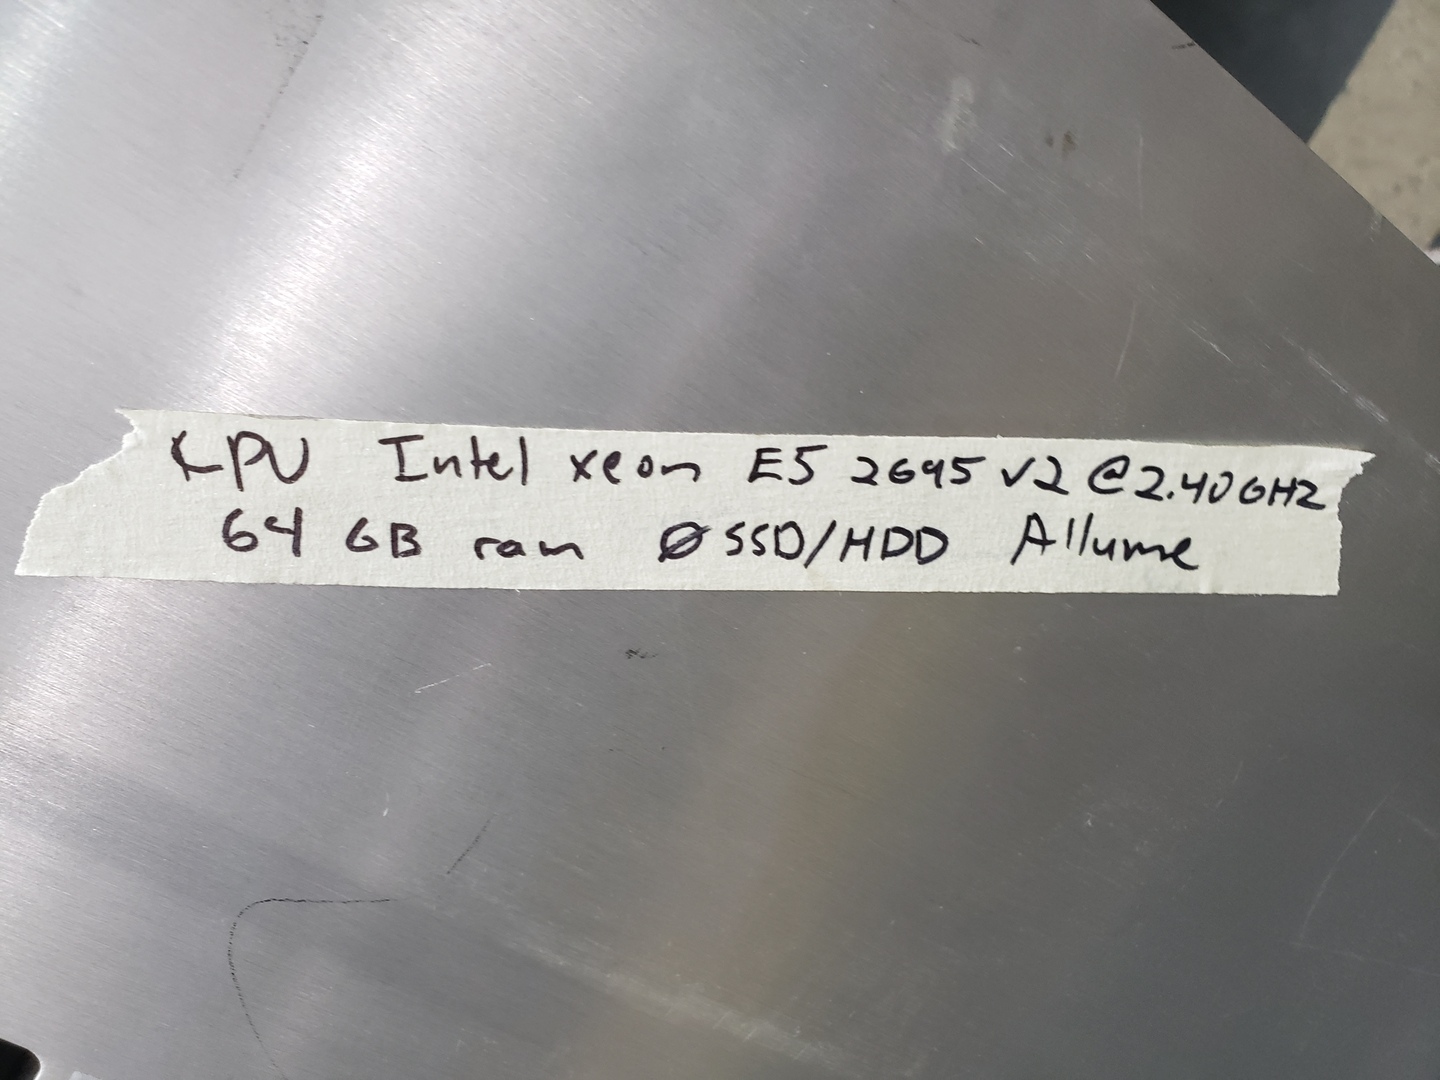 CPU Intel xeon E5 2695 v2 @2.40GHz
64 GB ram Ø SSD/HDD Allume